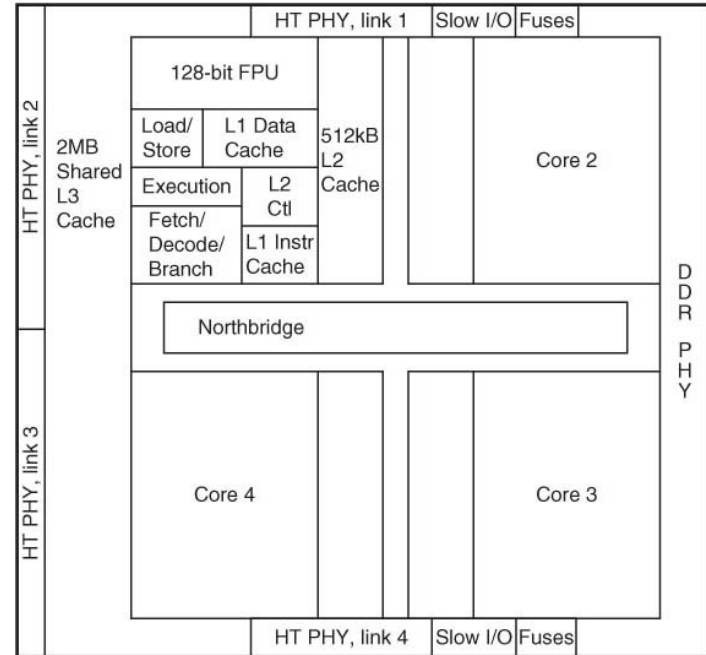 HT PHY, link 1
Slow I/O
Fuses
HT PHY, link 2
2MB
Shared
L3
Cache
128-bit FPU
Load/
Store
L1 Data
Cache
Execution
L2
Ctl
Fetch/
Decode/
Branch
L1 Instr
Cache
512kB
L2
Cache
Core 2
Northbridge
DDR PHY
HT PHY, link 3
Core 4
Core 3
HT PHY, link 4
Slow I/O
Fuses